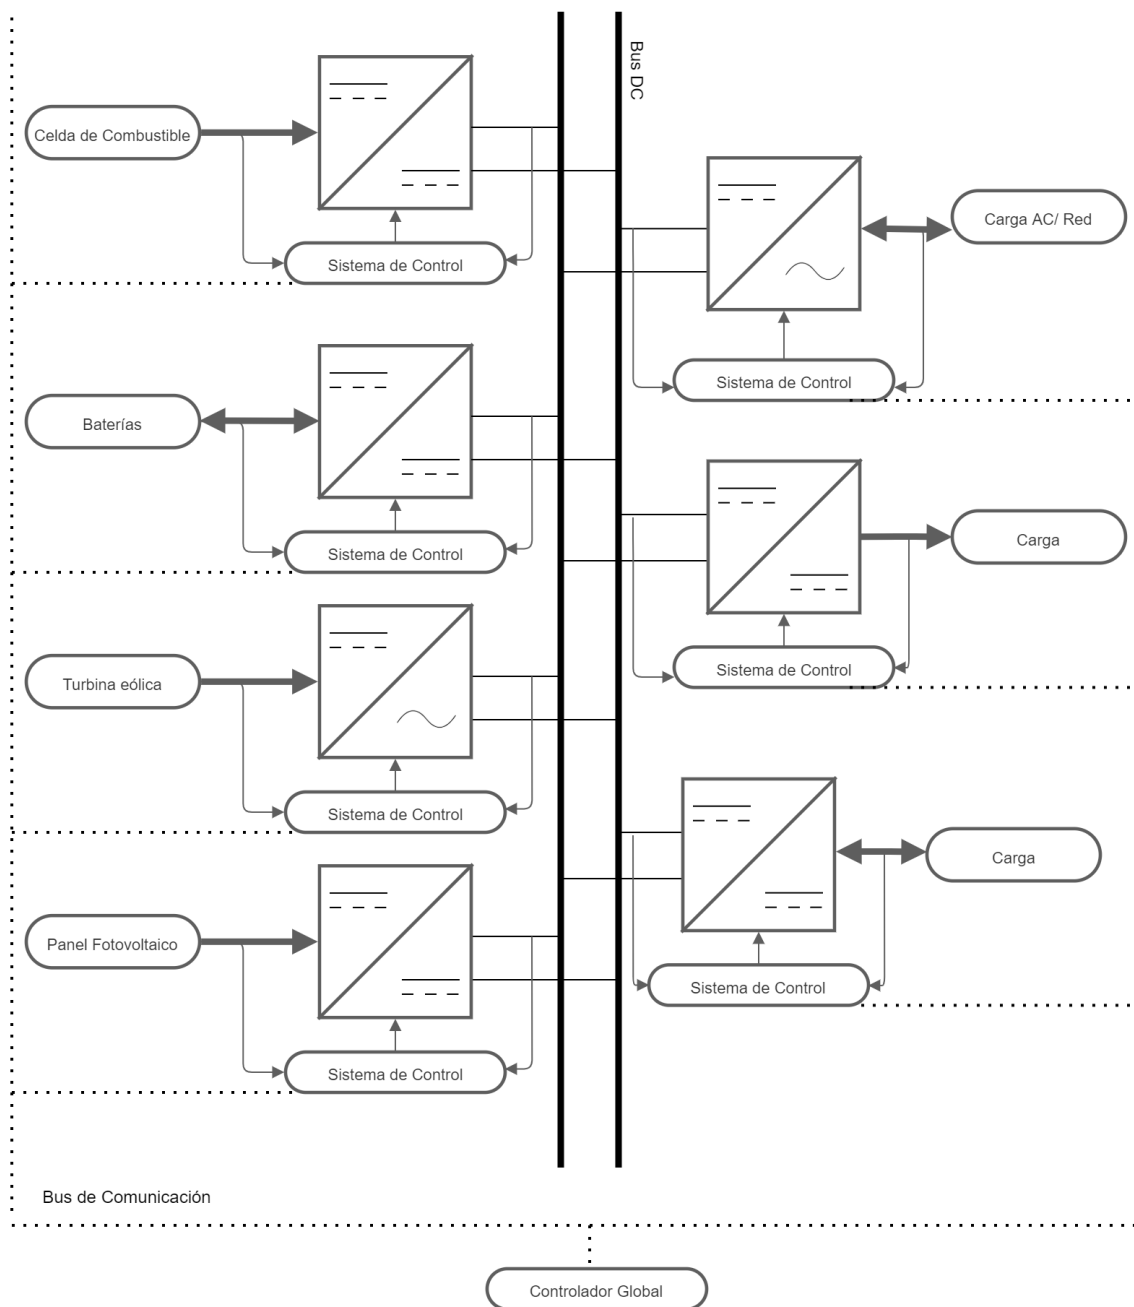 Bus DC
Celda de Combustible
Sistema de Control
Carga AC/ Red
Sistema de Control
Baterías
Sistema de Control
Carga
Sistema de Control
Turbina eólica
Sistema de Control
Carga
Sistema de Control
Panel Fotovoltaico
Sistema de Control
Bus de Comunicación
Controlador Global